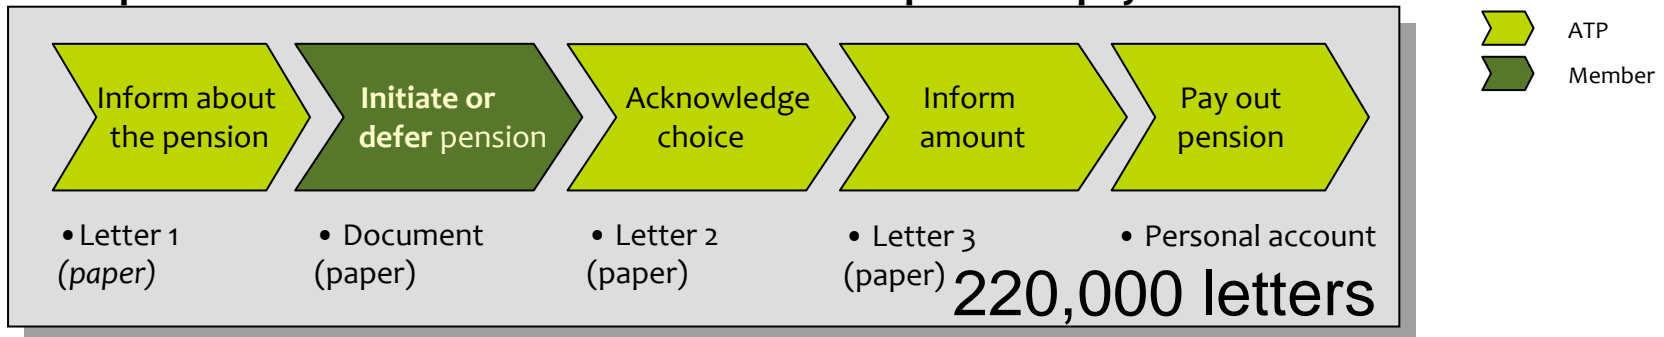 ATP
Member
Inform about
the pension
Initiate or
defer pension
Acknowledge
choice
Inform
amount
Pay out
pension
• Letter 1
(paper)
• Document
(paper)
• Letter 2
(paper)
• Letter 3
(paper)
• Personal account
220,000 letters